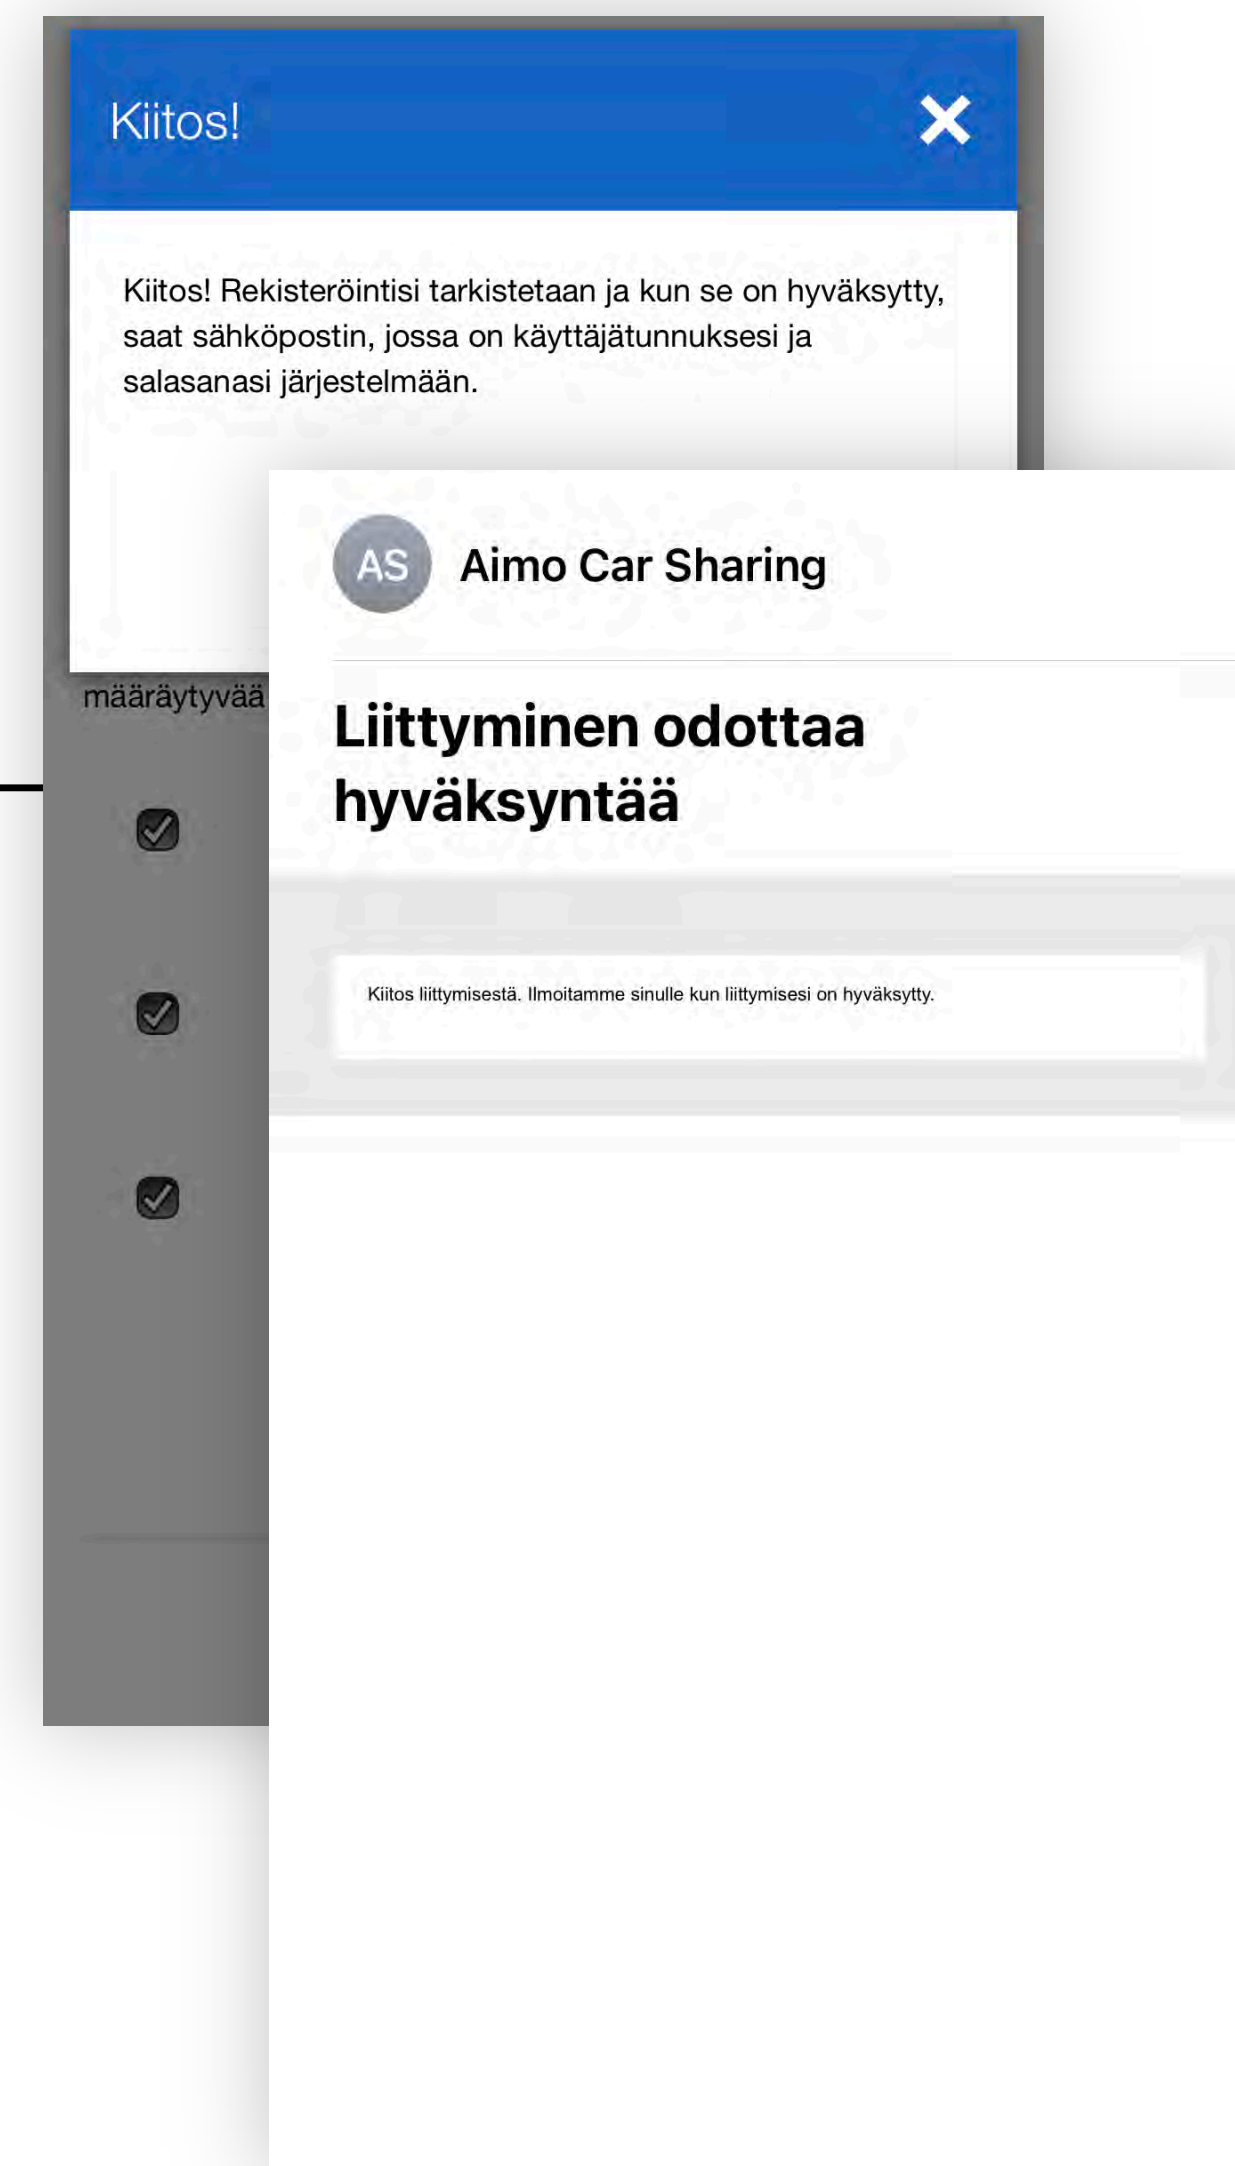 Kiitos!
Kiitos! Rekisteröintisi tarkistetaan ja kun se on hyväksytty,
saat sähköpostin, jossa on käyttäjätunnuksesi ja
salasanasi järjestelmään.
AS Aimo Car Sharing
määräytyvää
Liittyminen odottaa
hyväksyntää
Kiitos liittymisestä. Ilmoitamme sinulle kun liittymisesi on hyväksytty.